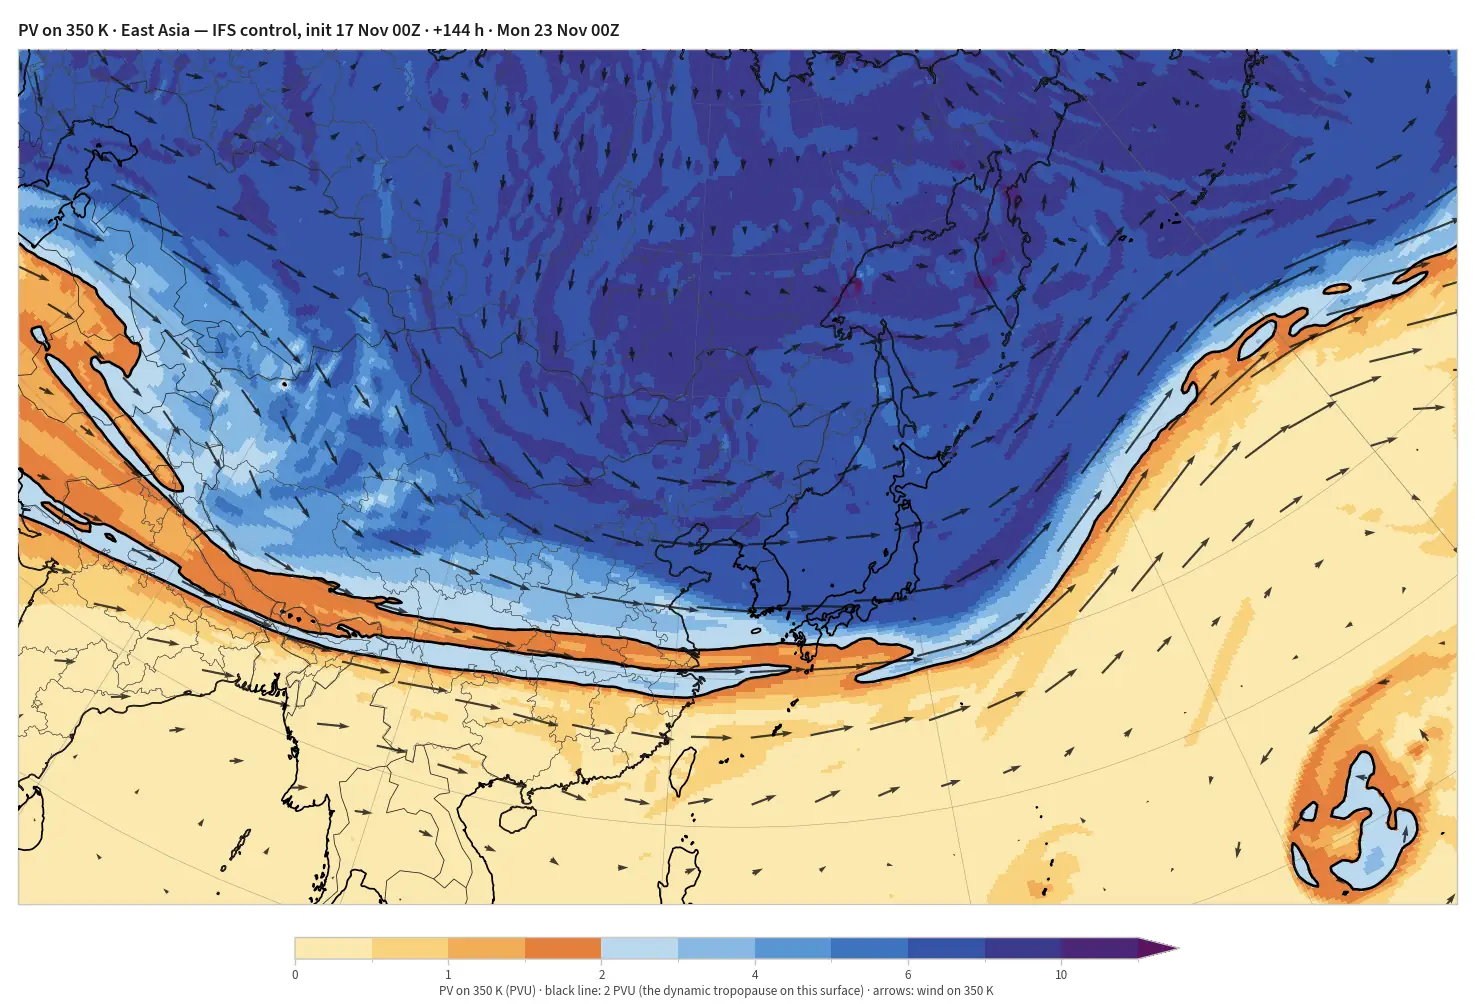 PV on 350 K · East Asia — IFS control, init 17 Nov 00Z · +144 h · Mon 23 Nov 00Z
0 1 2 4 6 10
PV on 350 K (PVU) · black line: 2 PVU (the dynamic tropopause on this surface) · arrows: wind on 350 K